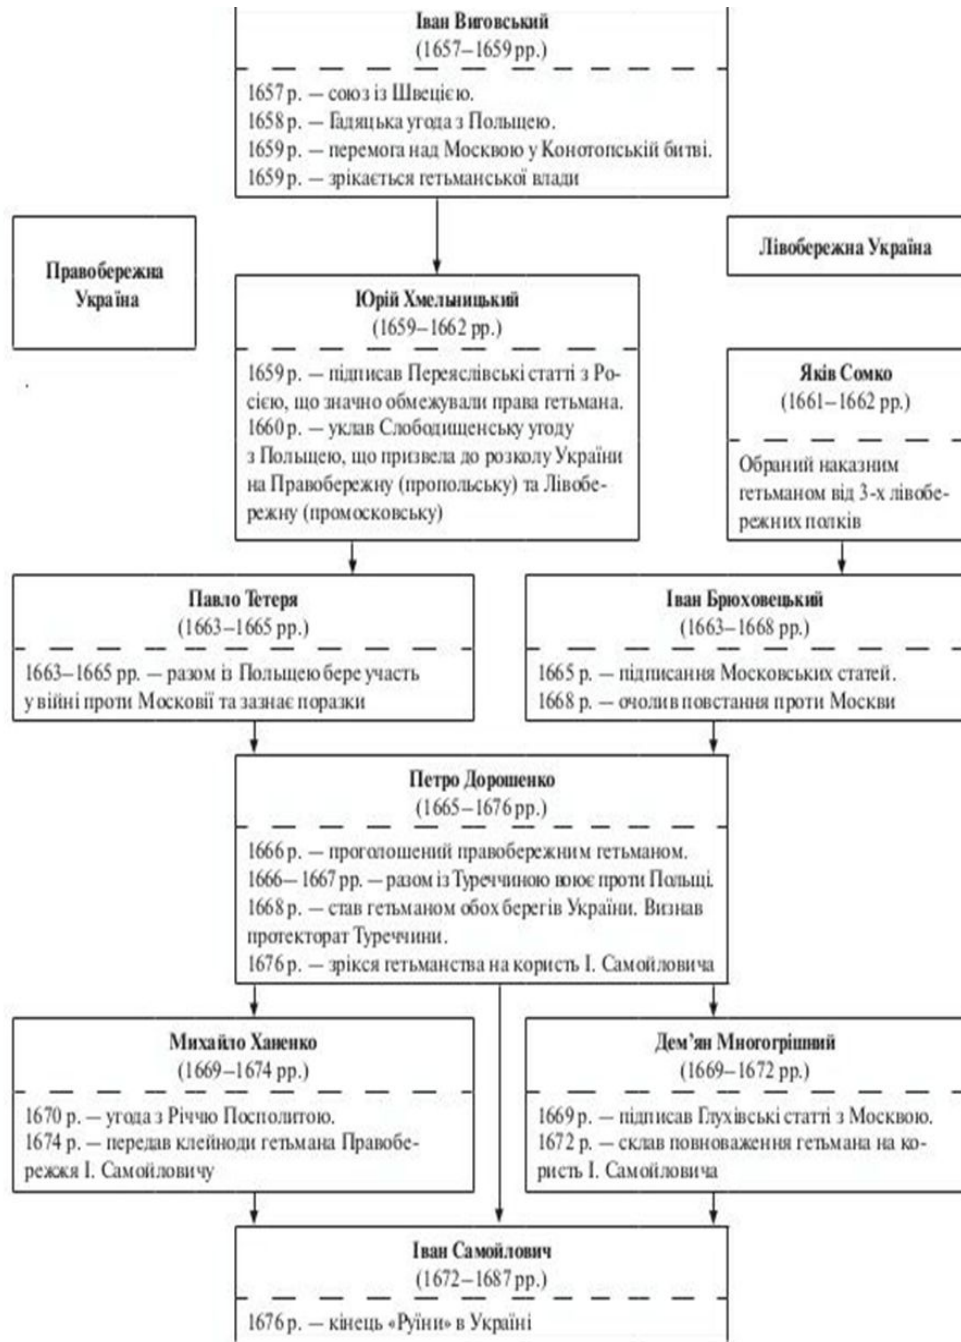 Іван Виговський
(1657–1659 рр.)
1657 р. — союз із Швецією.
1658 р. — Гадяцька угода з Польщею.
1659 р. — перемога над Москвою у Конотопській битві.
1659 р. — зрікається гетьманської влади
Правобережна
Україна
Лівобережна Україна
Юрій Хмельницький
(1659–1662 рр.)
1659 р. — підписав Переяслівські статті з Ро-
сією, що значно обмежували права гетьмана.
1660 р. — уклав Слободищенську угоду
з Польщею, що призвела до розколу України
на Правобережну (пропольську) та Лівобе-
режну (промосковську)
Яків Сомко
(1661–1662 рр.)
Обраний наказним
гетьманом від 3-х лівобе-
режних полків
Павло Тетеря
(1663–1665 рр.)
1663–1665 рр. — разом із Польщею бере участь
у війні проти Московії та зазнає поразки
Іван Брюховецький
(1663–1668 рр.)
1665 р. — підписання Московських статей.
1668 р. — очолив повстання проти Москви
Петро Дорошенко
(1665–1676 рр.)
1666 р. — проголошений правобережним гетьманом.
1666–1667 рр. — разом із Туреччиною воює проти Польщі.
1668 р. — став гетьманом обох берегів України. Визнав
протекторат Туреччини.
1676 р. — зрікся гетьманства на користь І. Самойловича
Михайло Ханенко
(1669–1674 рр.)
1670 р. — угода з Річчю Посполитою.
1674 р. — передав клейноди гетьмана Правобе-
режжя І. Самойловичу
Дем’ян Многогрішний
(1669–1672 рр.)
1669 р. — підписав Глухівські статті з Москвою.
1672 р. — склав повноваження гетьмана на ко-
ристь І. Самойловича
Іван Самойлович
(1672–1687 рр.)
1676 р. — кінець «Руїни» в Україні